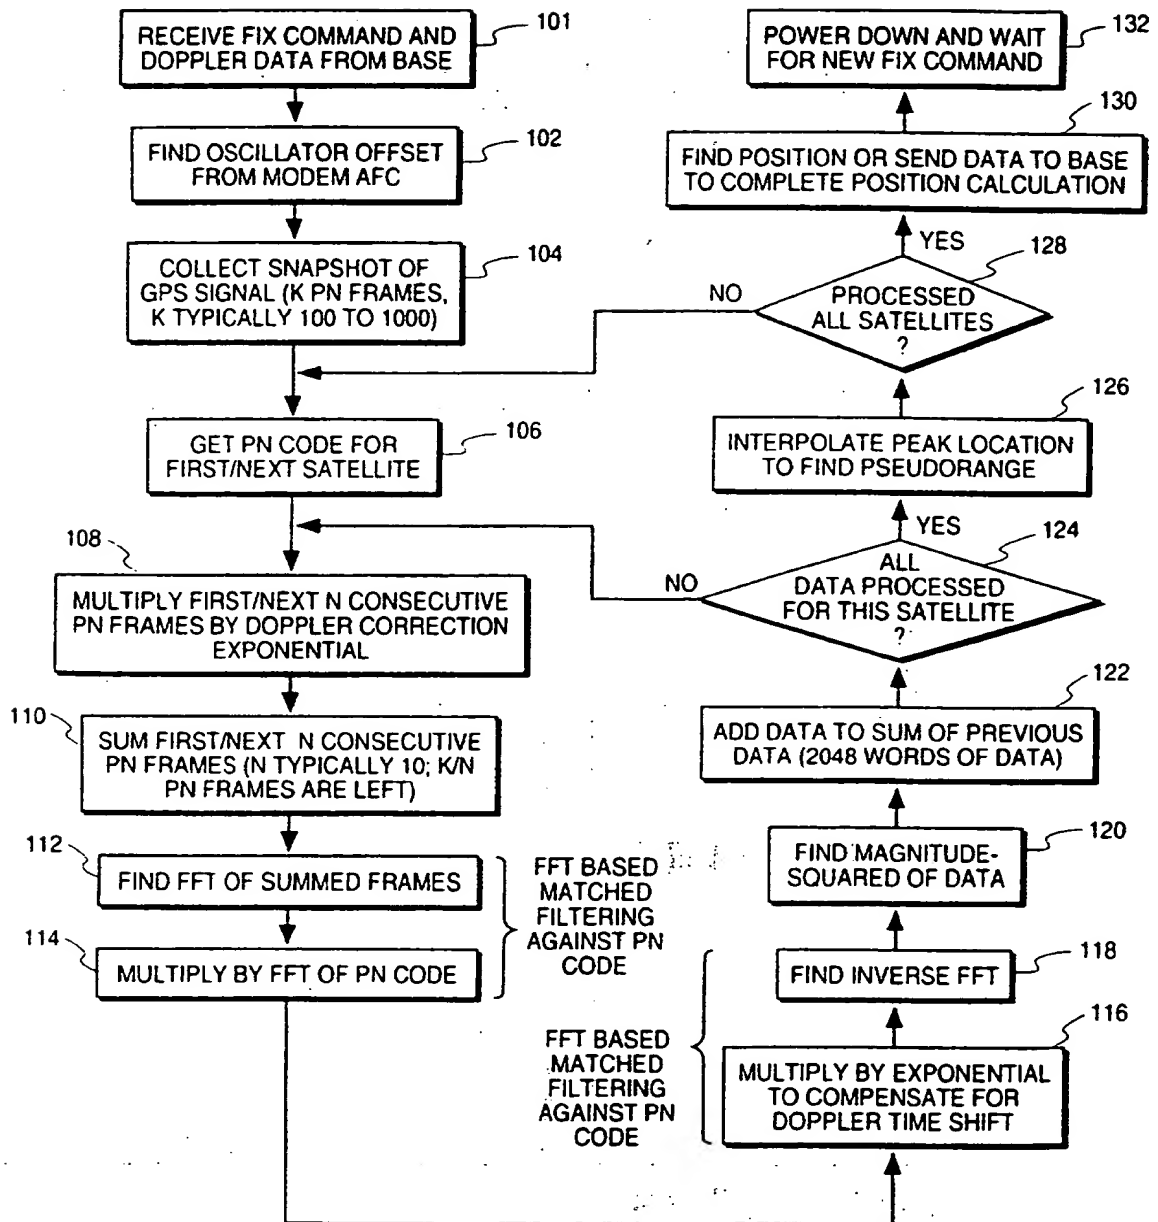 RECEIVE FIX COMMAND AND
DOPPLER DATA FROM BASE
101
FIND OSCILLATOR OFFSET
FROM MODEM AFC
102
COLLECT SNAPSHOT OF
GPS SIGNAL (K PN FRAMES,
K TYPICALLY 100 TO 1000)
104
GET PN CODE FOR
FIRST/NEXT SATELLITE
106
108
MULTIPLY FIRST/NEXT N CONSECUTIVE
PN FRAMES BY DOPPLER CORRECTION
EXPONENTIAL
110
SUM FIRST/NEXT N CONSECUTIVE
PN FRAMES (N TYPICALLY 10; K/N
PN FRAMES ARE LEFT)
112
FIND FFT OF SUMMED FRAMES
114
MULTIPLY BY FFT OF PN CODE
FFT BASED
MATCHED
FILTERING
AGAINST PN
CODE
FFT BASED
MATCHED
FILTERING
AGAINST PN
CODE
116
MULTIPLY BY EXPONENTIAL
TO COMPENSATE FOR
DOPPLER TIME SHIFT
118
FIND INVERSE FFT
120
FIND MAGNITUDE-
SQUARED OF DATA
122
ADD DATA TO SUM OF PREVIOUS
DATA (2048 WORDS OF DATA)
124
ALL
DATA PROCESSED
FOR THIS SATELLITE
?
NO
YES
126
INTERPOLATE PEAK LOCATION
TO FIND PSEUDORANGE
128
PROCESSED
ALL SATELLITES
?
NO
YES
130
FIND POSITION OR SEND DATA TO BASE
TO COMPLETE POSITION CALCULATION
132
POWER DOWN AND WAIT
FOR NEW FIX COMMAND